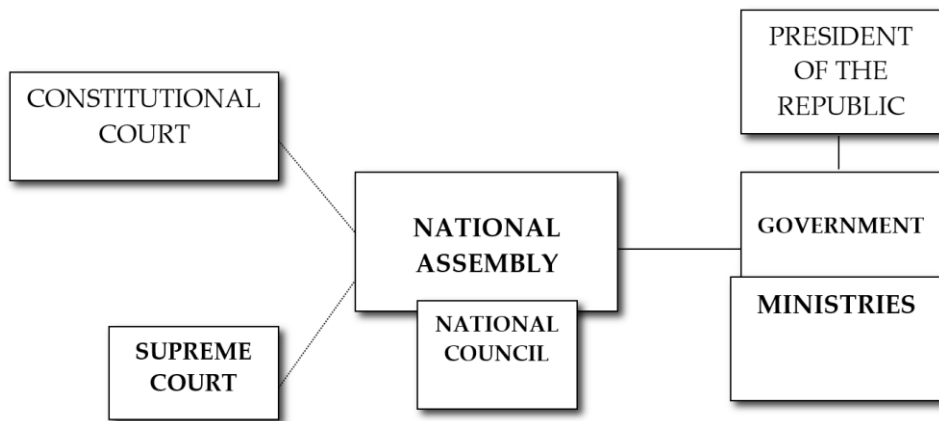 CONSTITUTIONAL
COURT
PRESIDENT
OF THE
REPUBLIC
NATIONAL
ASSEMBLY
GOVERNMENT
MINISTRIES
NATIONAL
COUNCIL
SUPREME
COURT